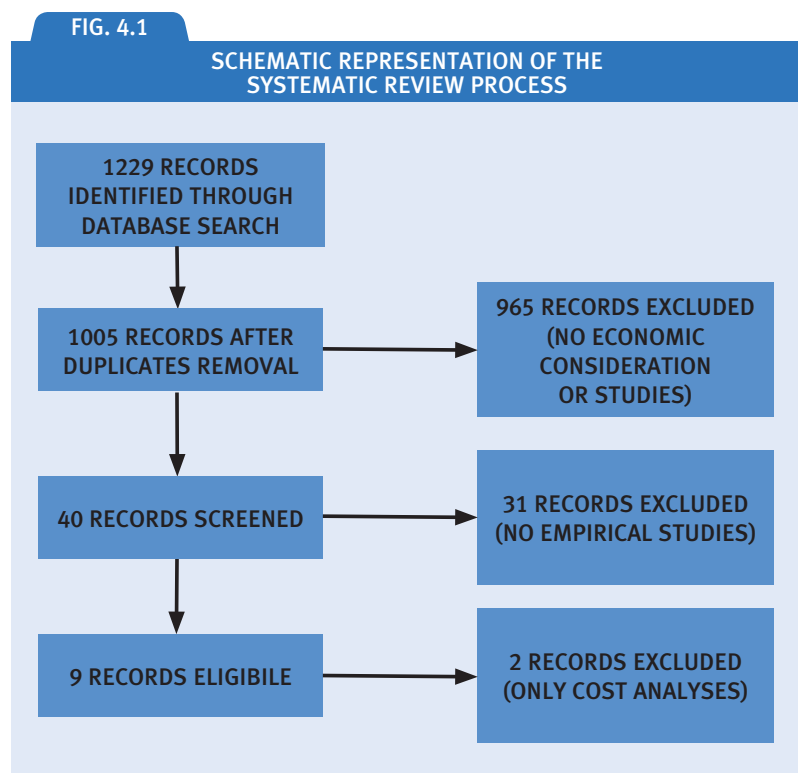 FIG. 4.1
SCHEMATIC REPRESENTATION OF THE
SYSTEMATIC REVIEW PROCESS
1229 RECORDS
IDENTIFIED THROUGH
DATABASE SEARCH
1005 RECORDS AFTER
DUPLICATES REMOVAL
965 RECORDS EXCLUDED
(NO ECONOMIC
CONSIDERATION
OR STUDIES)
40 RECORDS SCREENED
31 RECORDS EXCLUDED
(NO EMPIRICAL STUDIES)
9 RECORDS ELIGIBILE
2 RECORDS EXCLUDED
(ONLY COST ANALYSES)